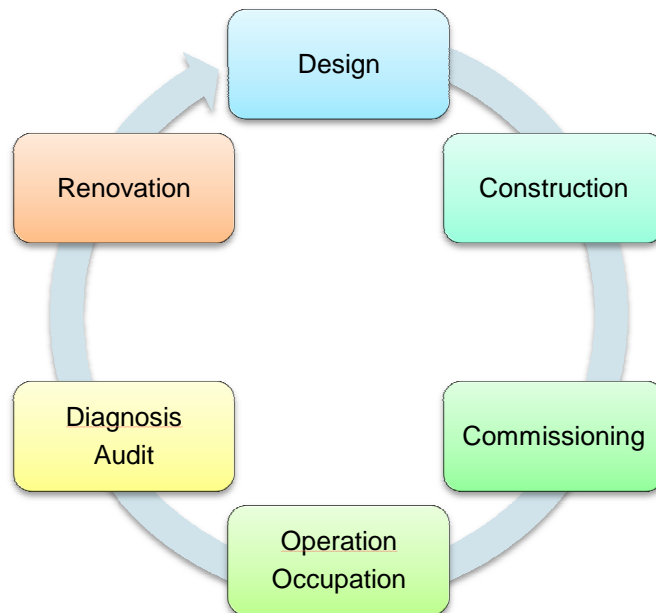 Design
Construction
Commissioning
Operation
Occupation
Diagnosis
Audit
Renovation